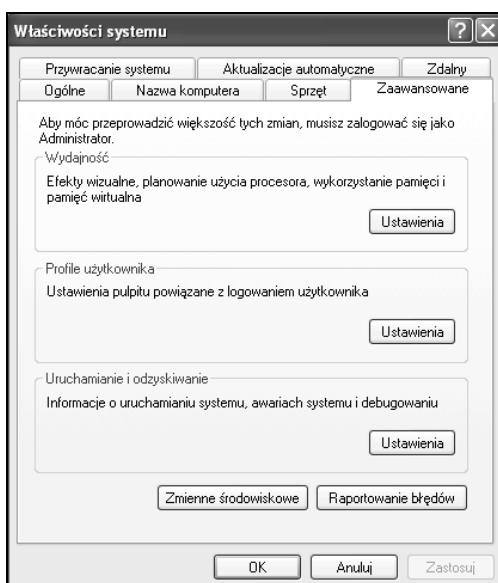 Właściwości systemu
Przywracanie systemu Aktualizacje automatyczne Zdalny
Ogólne Nazwa komputera Sprzęt Zaawansowane
Aby móc przeprowadzić większość tych zmian, musisz zalogować się jako
Administrator.
Wydajność
Efekty wizualne, planowanie użycia procesora, wykorzystanie pamięci i
pamięć wirtualna
Ustawienia
Profile użytkownika
Ustawienia pulpitu powiązane z logowaniem użytkownika
Ustawienia
Uruchamianie i odzyskiwanie
Informacje o uruchamianiu systemu, awariach systemu i debugowaniu
Ustawienia
Zmienne środowiskowe Raportowanie błędów
OK Anuluj Zastosuj